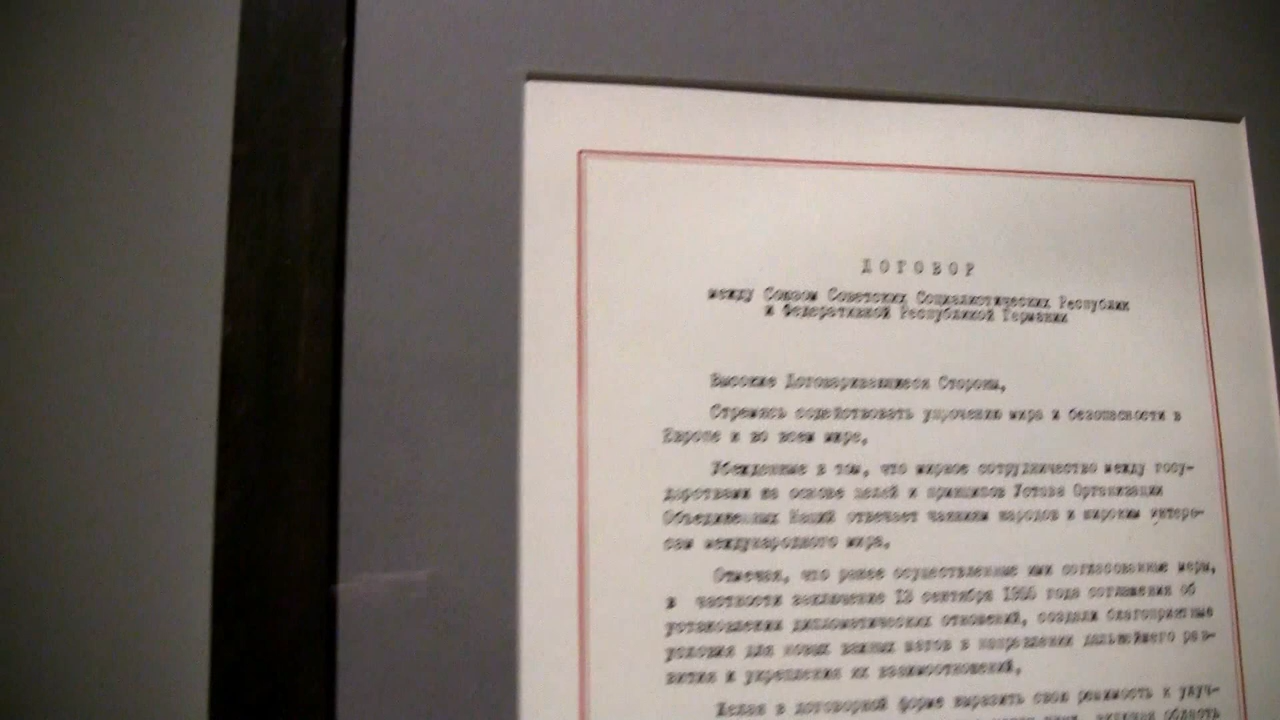 ДОГОВОР
между Союзом Советских Социалистических Республик
и Федеративной Республикой Германии
Высокие Договаривающиеся Стороны,
Стремясь содействовать упрочению мира и безопасности в
Европе и во всем мире,
Убежденные в том, что мирное сотрудничество между госу-
дарствами на основе целей и принципов Устава Организации
Объединенных Наций отвечает чаяниям народов и широким интере-
сам международного мира,
Отмечая, что ранее осуществленные ими согласованные меры,
в частности заключение 13 сентября 1955 года соглашения об
установлении дипломатических отношений, создали благоприятные
условия для новых важных шагов в направлении дальнейшего раз-
вития и укрепления их взаимоотношений,
Желая в договорной форме выразить свою решимость к улуч-
область